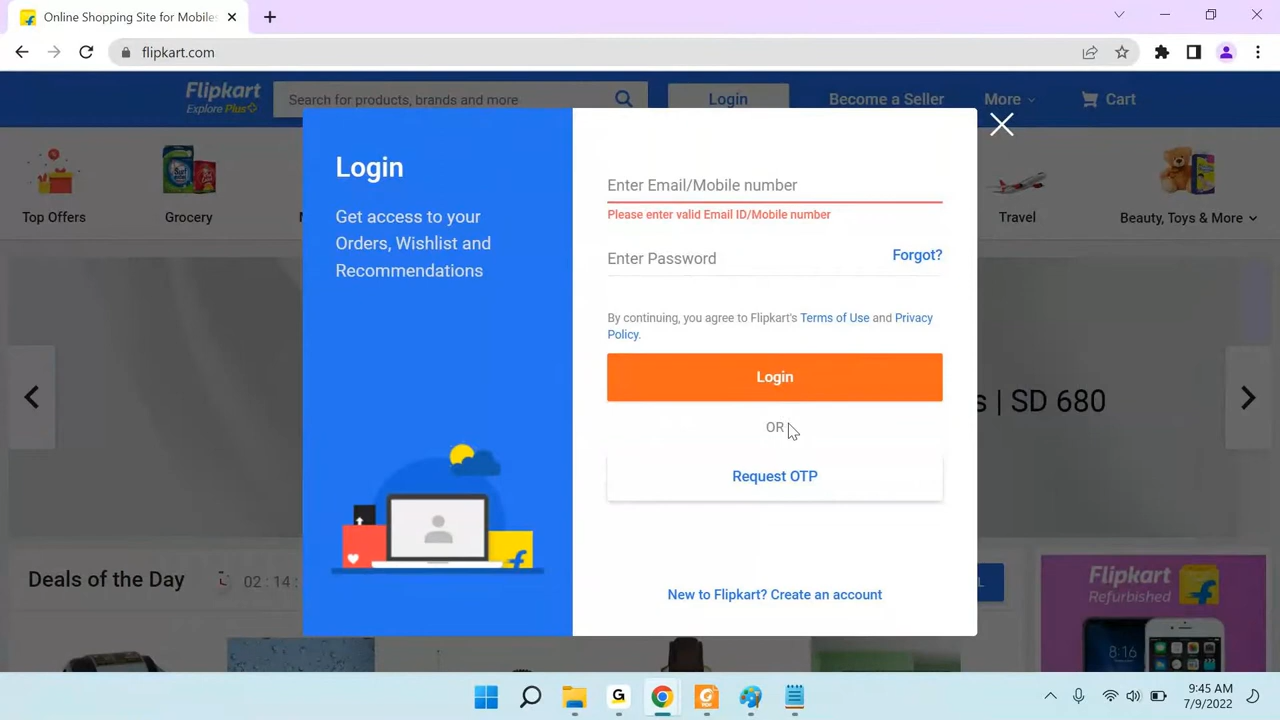 Online Shopping Site for Mobiles
flipkart.com
Flipkart
Explore Plus
Search for products, brands and more
Login
Become a Seller
More
Cart
Top Offers
Grocery
Travel
Beauty, Toys & More
Login
Get access to your
Orders, Wishlist and
Recommendations
Enter Email/Mobile number
Please enter valid Email ID/Mobile number
Enter Password
Forgot?
By continuing, you agree to Flipkart's Terms of Use and Privacy
Policy.
Login
OR
Request OTP
New to Flipkart? Create an account
s | SD 680
Deals of the Day
02 : 14 :
L
Flipkart
Refurbished
8:16
9:45 AM
7/9/2022